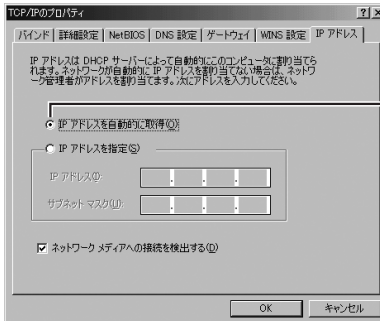 TCP/IPのプロパティ
バインド 詳細設定 NetBIOS DNS 設定 ゲートウェイ WINS 設定 IP アドレス
IP アドレスは DHCP サーバーによって自動的にこのコンピュータに割り当てら
れます。ネットワークが自動的に IP アドレスを割り当てない場合は、ネットワ
ーク管理者がアドレスを割り当てます。次にアドレスを入力してください。
IP アドレスを自動的に取得(O)
IP アドレスを指定(S)
IP アドレス(I):
サブネット マスク(U):
ネットワーク メディアへの接続を検出する(D)
OK キャンセル